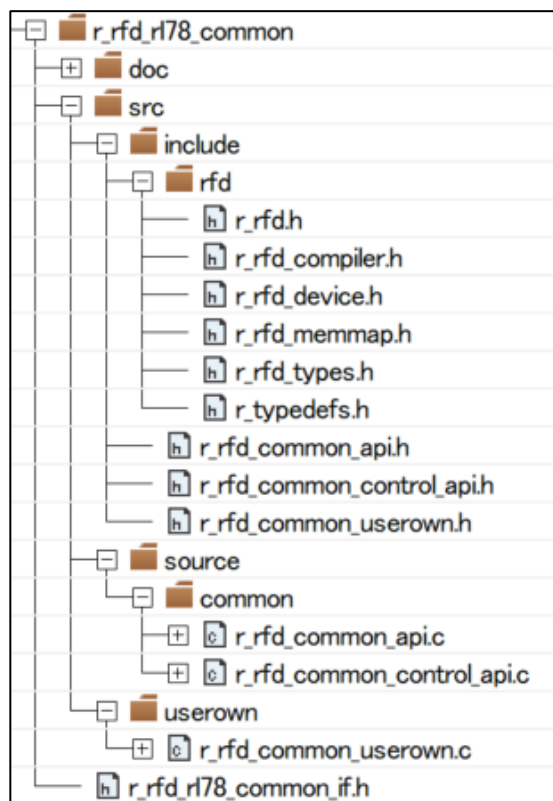 r_rfd_rl78_common
doc
src
include
rfd
r_rfd.h
r_rfd_compiler.h
r_rfd_device.h
r_rfd_memmap.h
r_rfd_types.h
r_typedefs.h
r_rfd_common_api.h
r_rfd_common_control_api.h
r_rfd_common_userown.h
source
common
r_rfd_common_api.c
r_rfd_common_control_api.c
userown
r_rfd_common_userown.c
r_rfd_rl78_common_if.h